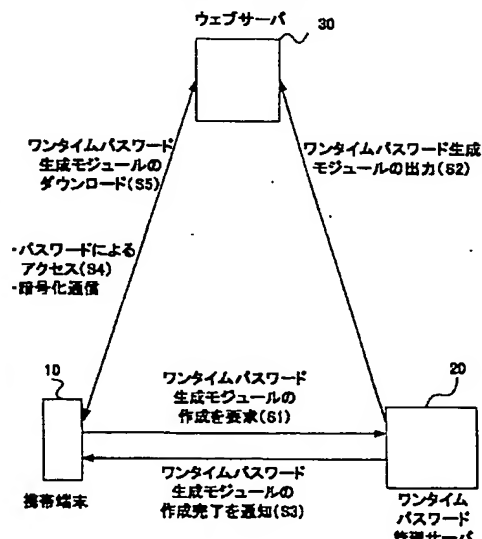 ウェブサーバ
30
ワンタイムパスワード
生成モジュールの
ダウンロード(S5)
ワンタイムパスワード生成
モジュールの出力(S2)
・パスワードによる
アクセス(S4)
・暗号化通信
10
ワンタイムパスワード
生成モジュールの
作成を要求(S1)
20
携帯端末
ワンタイムパスワード
生成モジュールの
作成完了を通知(S3)
ワンタイム
パスワード
管理サーバ